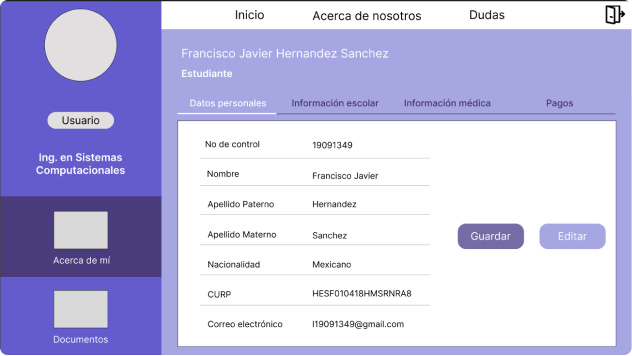 Inicio
Acerca de nosotros
Dudas
Usuario
Ing. en Sistemas
Computacionales
Acerca de mí
Documentos
Francisco Javier Hernandez Sanchez
Estudiante
Datos personales
Información escolar
Información médica
Pagos
No de control 19091349
Nombre Francisco Javier
Apellido Paterno Hernandez
Apellido Materno Sanchez
Nacionalidad Mexicano
CURP HESF010418HMSRNRA8
Correo electrónico l19091349@gmail.com
Guardar
Editar